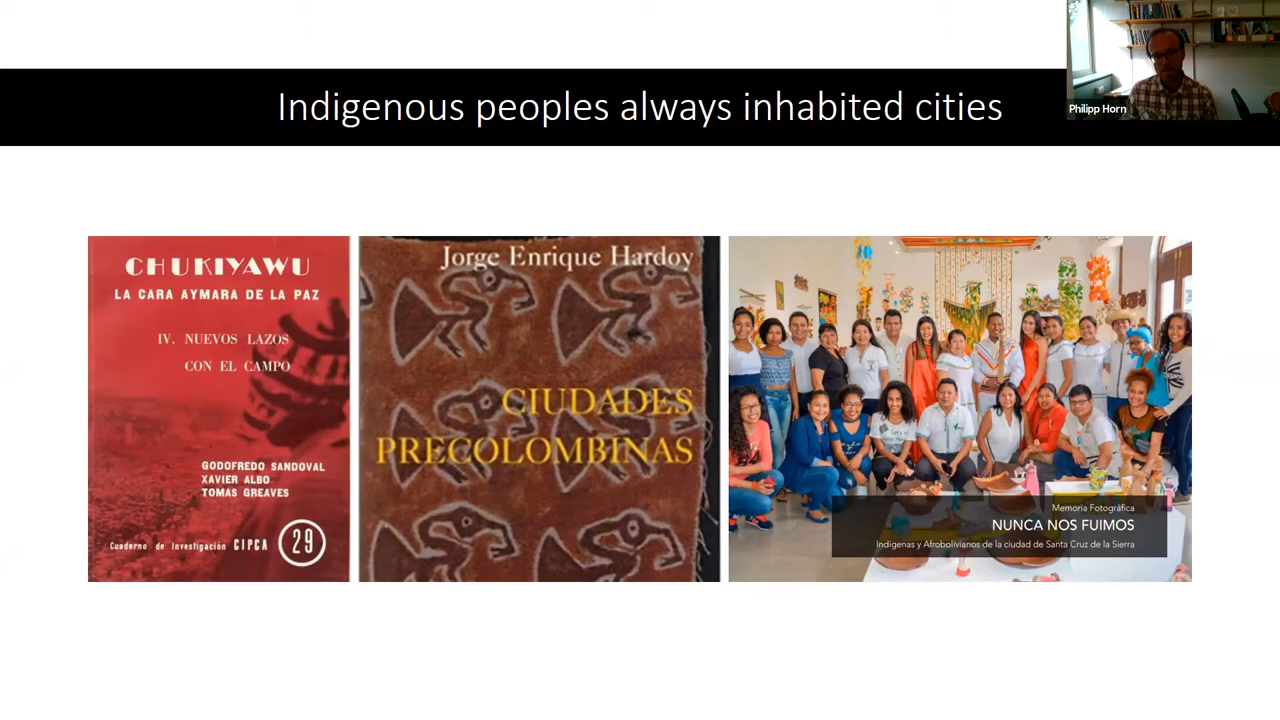 Indigenous peoples always inhabited cities
Philipp Horn
CHUKIYAWU
LA CARA AYMARA DE LA PAZ
IV. NUEVOS LAZOS
CON EL CAMPO
GODOFREDO SANDOVAL
XAVIER ALBO
TOMAS GREAVES
Cuaderno de Investigación CIPCA 29
Jorge Enrique Hardoy
CIUDADES
PRECOLOMBINAS
Memoria Fotográfica
NUNCA NOS FUIMOS
Indígenas y Afrobolivianos de la ciudad de Santa Cruz de la Sierra